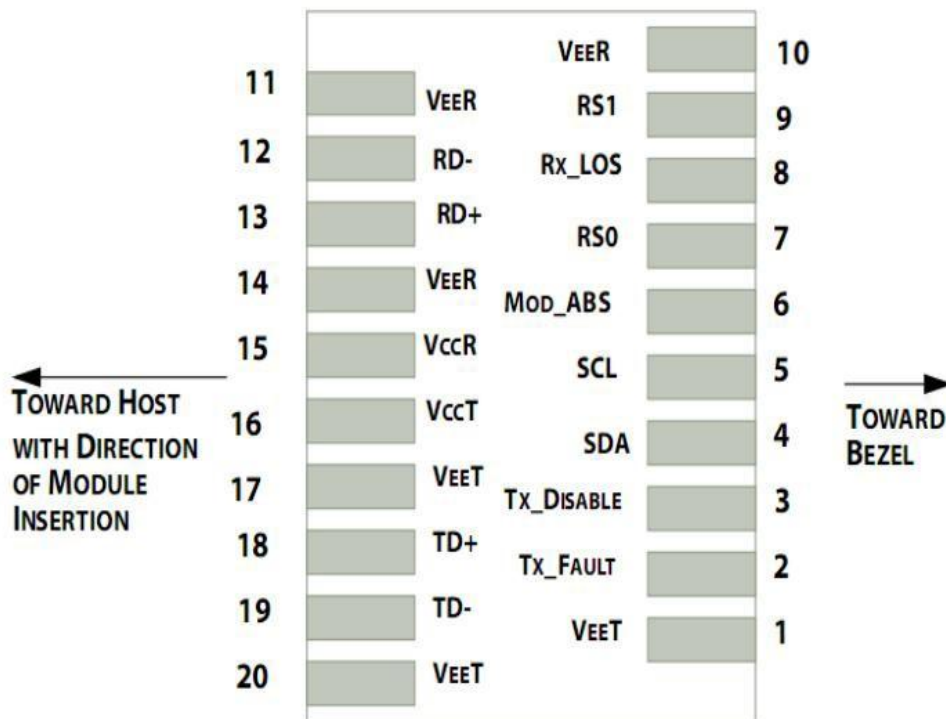 VEER 10
11 VEER
RS1 9
12 RD-
RX_LOS 8
13 RD+
RS0 7
14 VEER
MOD_ABS 6
15 VCCR
SCL 5
TOWARD HOST
WITH DIRECTION
OF MODULE
INSERTION
TOWARD
BEZEL
16 VCCT
SDA 4
17 VEET
TX_DISABLE 3
18 TD+
TX_FAULT 2
19 TD-
VEET 1
20 VEET